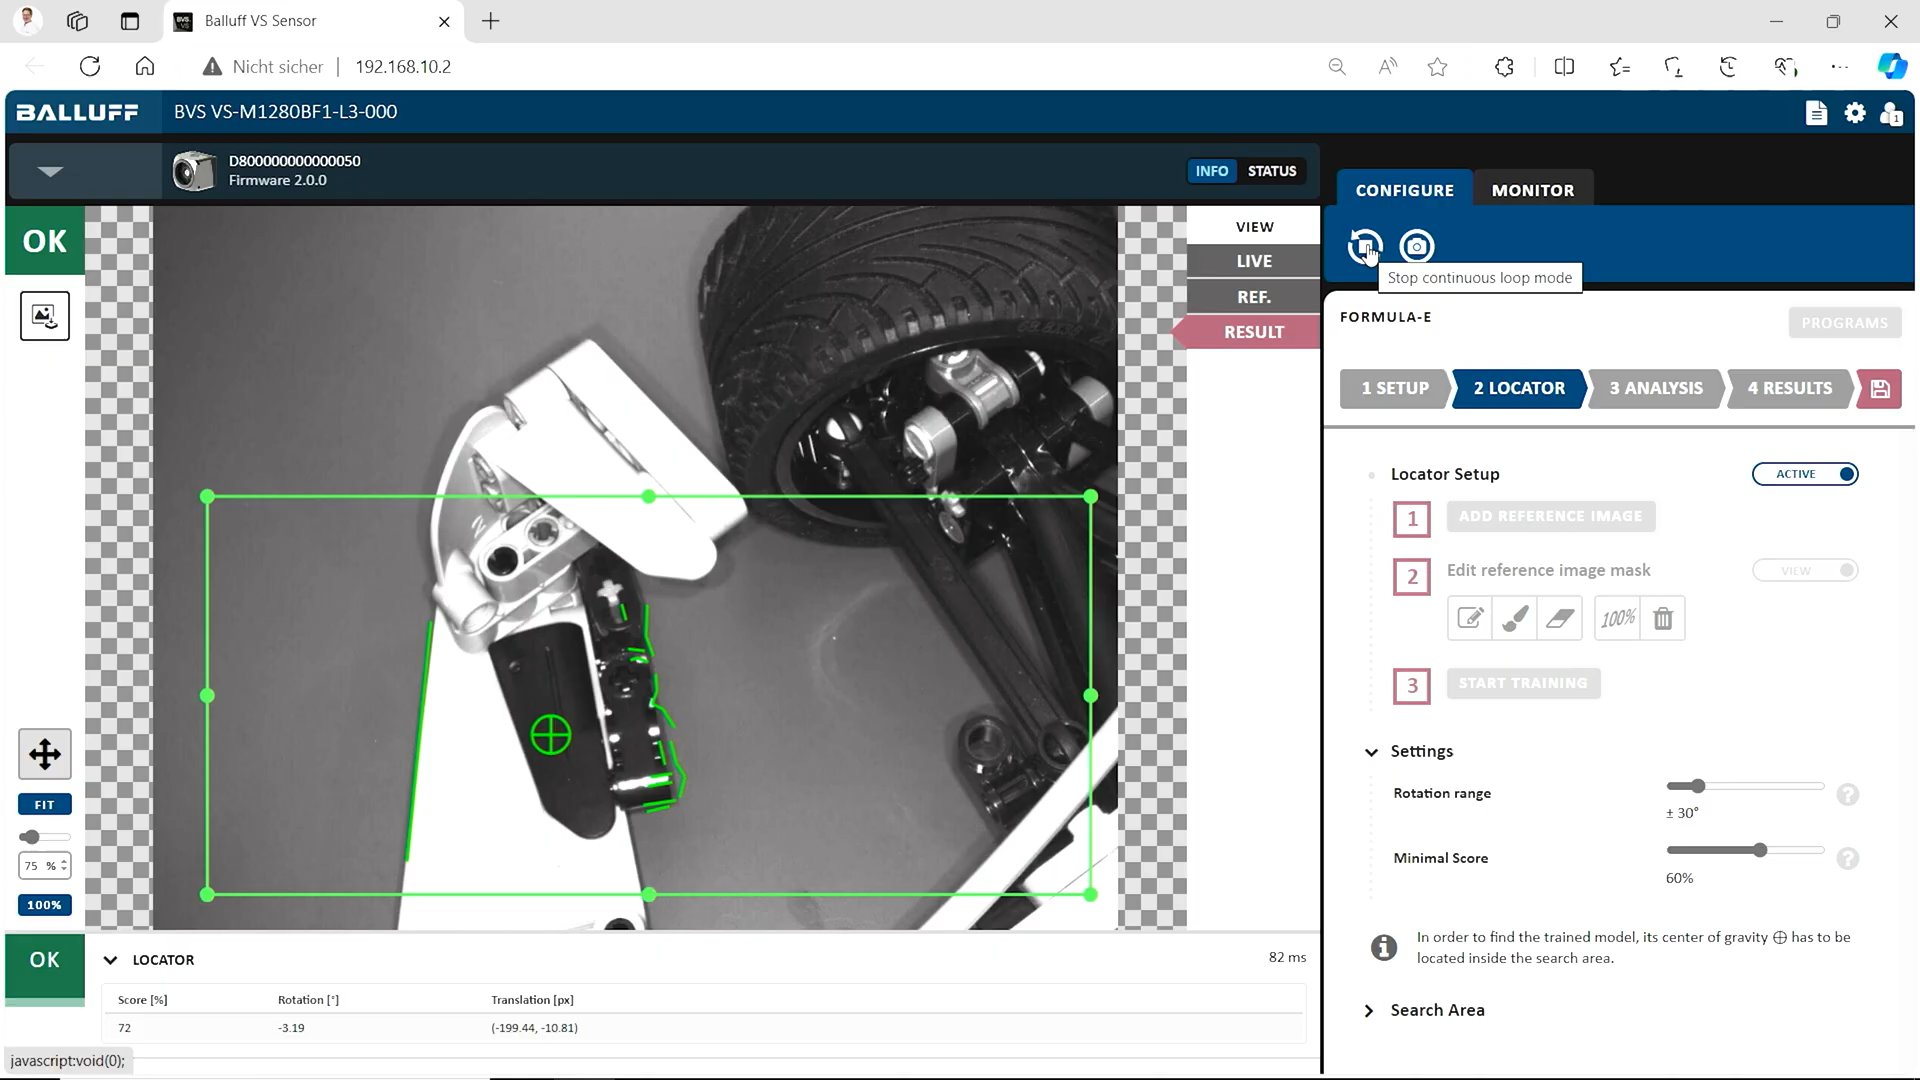 Balluff VS Sensor
Nicht sicher | 192.168.10.2
BALLUFF BVS VS-M1280BF1-L3-000
1
D800000000000050
Firmware 2.0.0
INFO STATUS
CONFIGURE MONITOR
OK
VIEW
LIVE
REF.
RESULT
Stop continuous loop mode
FORMULA-E
PROGRAMS
1 SETUP 2 LOCATOR 3 ANALYSIS 4 RESULTS
Locator Setup
ACTIVE
1 ADD REFERENCE IMAGE
2 Edit reference image mask
VIEW
100%
3 START TRAINING
Settings
Rotation range
± 30°
Minimal Score
60%
In order to find the trained model, its center of gravity ⊕ has to be
located inside the search area.
Search Area
FIT
75 %
100%
OK
LOCATOR
82 ms
Score [%] Rotation [°] Translation [px]
72 -3.19 (-199.44, -10.81)
javascript:void(0);